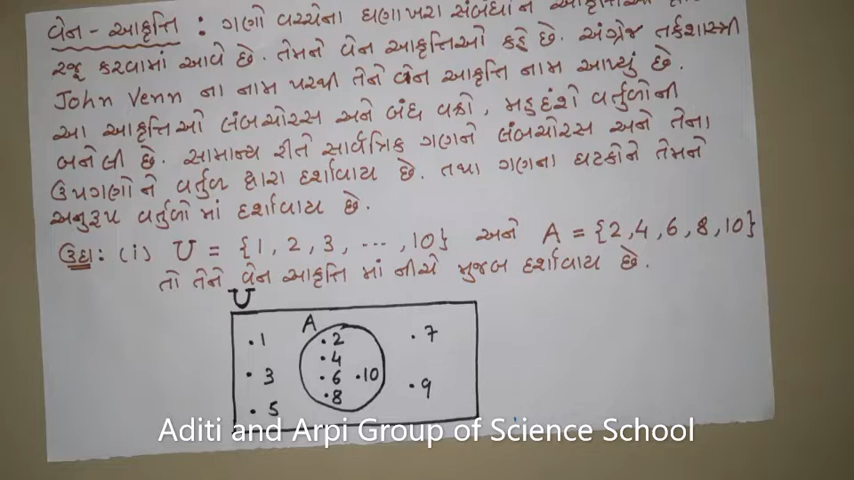 વેન - આકૃતિ : ગણો વચ્ચેના ઘણાખરા સંબંધોને
રજૂ કરવામાં આવે છે. તેમને વેન આકૃતિઓ કહે છે. અંગ્રેજ તર્કશાસ્ત્રી
John Venn ના નામ પરથી તેને વેન આકૃતિ નામ આપ્યું છે.
આ આકૃતિઓ લંબચોરસ અને બંધ વક્રો, મહદ્દઅંશે વર્તુળોની
બનેલી છે. સામાન્ય રીતે સાર્વત્રિક ગણને લંબચોરસ અને તેના
ઉપગણોને વર્તુળ દ્વારા દર્શાવાય છે. તથા ગણના ઘટકોને તેમને
અનુરૂપ વર્તુળો માં દર્શાવાય છે.
ઉદા: (i) U = {1, 2, 3, ..., 10} અને A = {2, 4, 6, 8, 10}
તો તેને વેન આકૃતિ માં નીચે મુજબ દર્શાવાય છે.
U
A
.1 .2 .7
.4
.3 .6 .10 .9
.8
.5
Aditi and Arpi Group of Science School